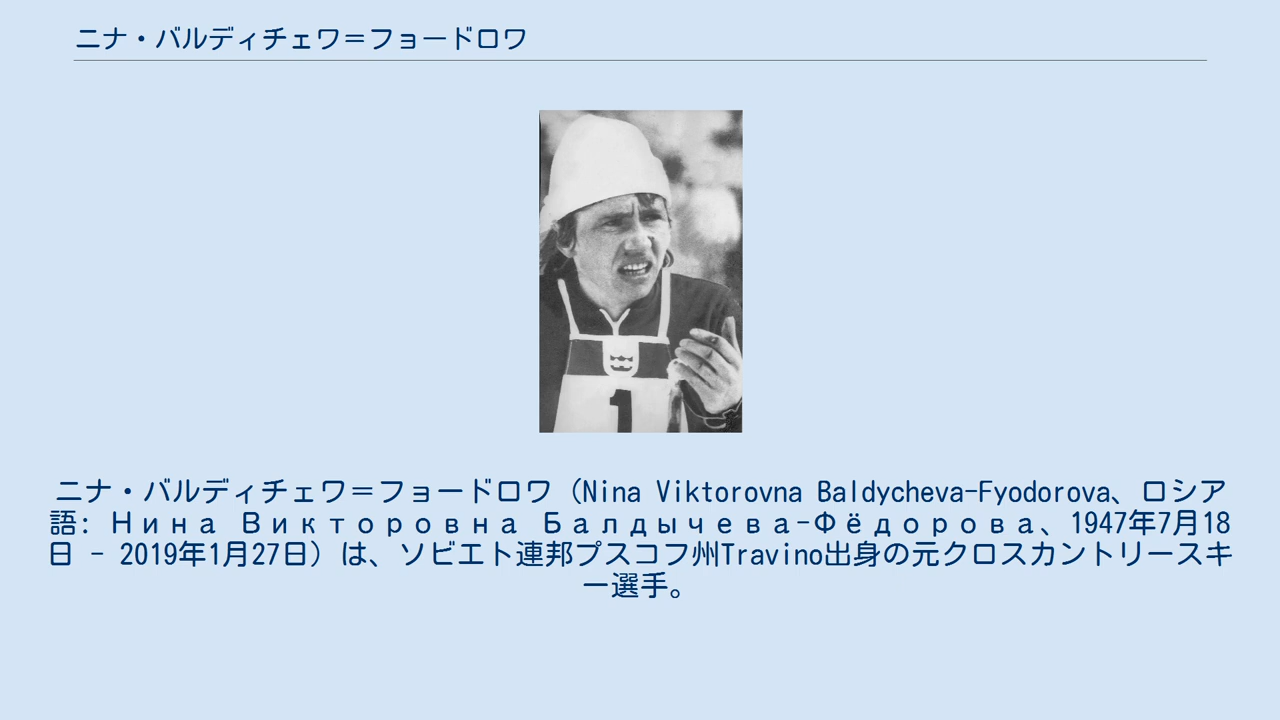 ニナ・バルディチェワ＝フョードロワ
1
ニナ・バルディチェワ＝フョードロワ（Nina Viktorovna Baldycheva-Fyodorova、ロシア
語: Нина Викторовна Балдычева-Фёдорова、1947年7月18
日 - 2019年1月27日）は、ソビエト連邦プスコフ州Travino出身の元クロスカントリースキ
ー選手。